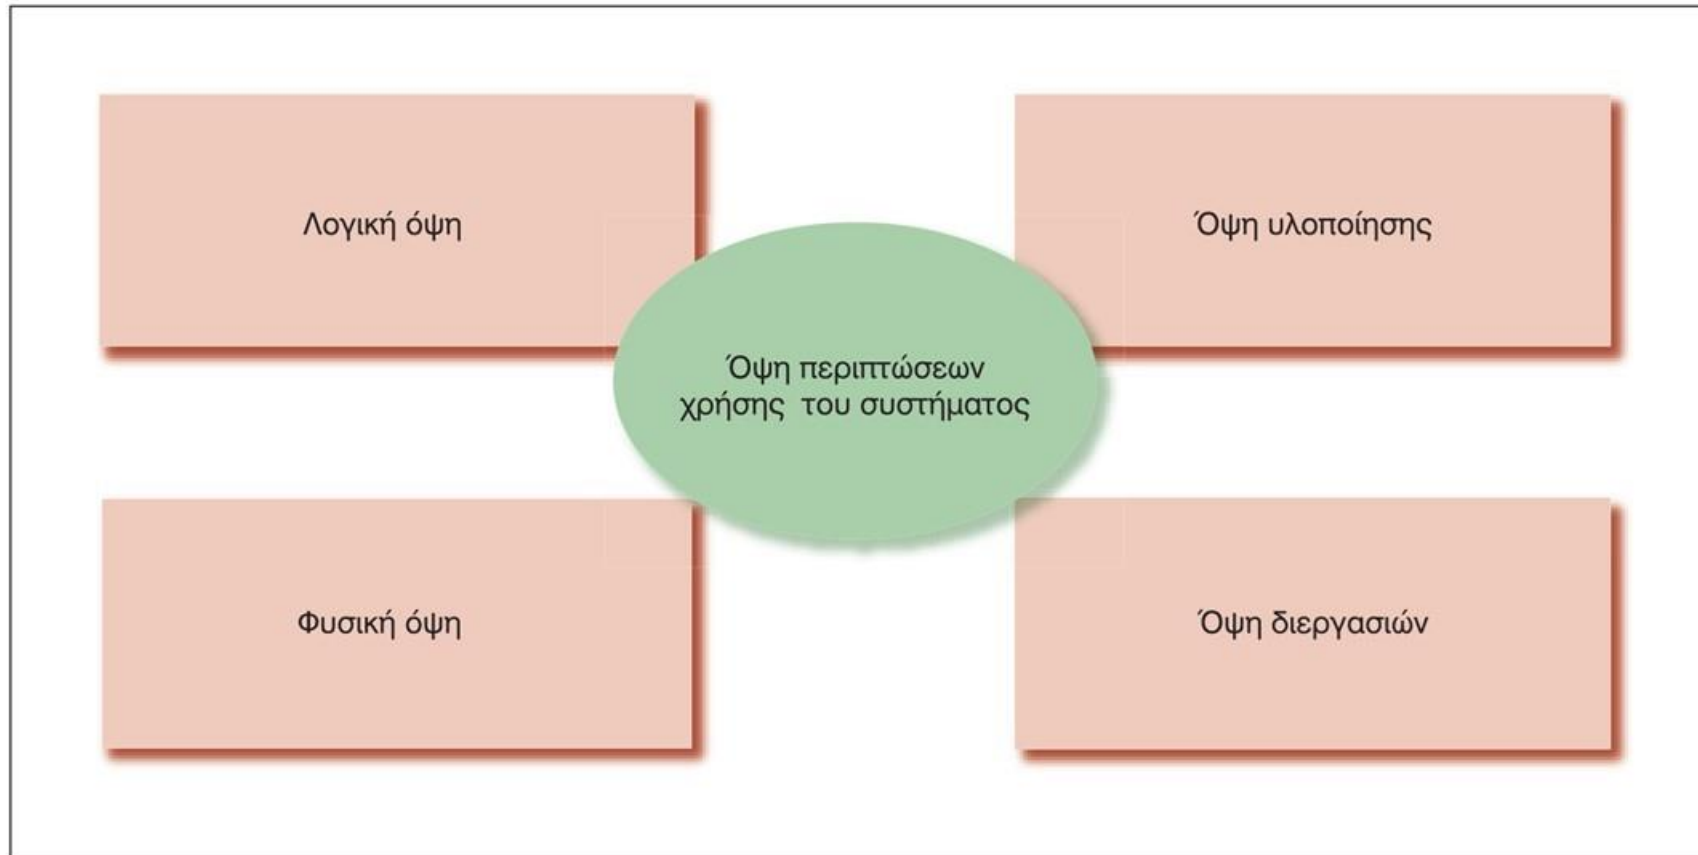 Λογική όψη
Όψη υλοποίησης
Όψη περιπτώσεων
χρήσης του συστήματος
Φυσική όψη
Όψη διεργασιών